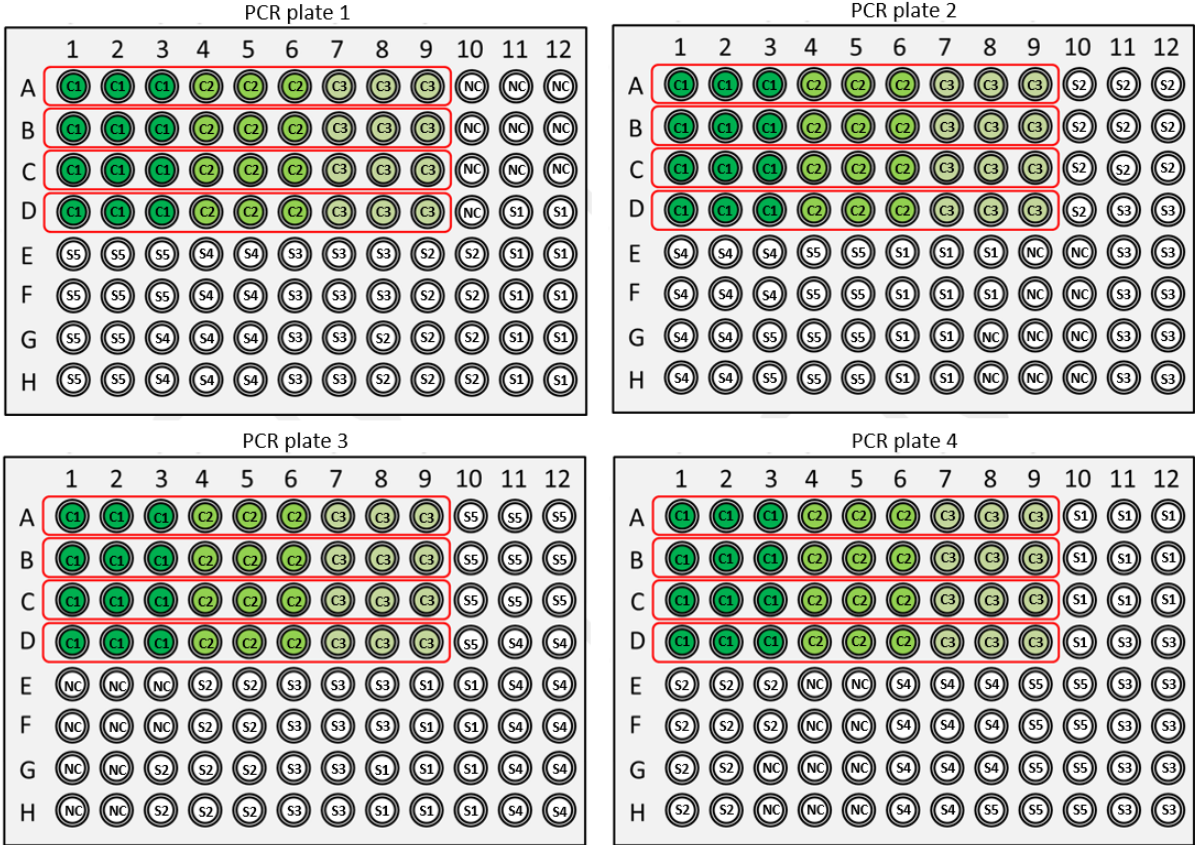 PCR plate 1
1 2 3 4 5 6 7 8 9 10 11 12
A C1 C1 C1 C2 C2 C2 C3 C3 C3 NC NC NC
B C1 C1 C1 C2 C2 C2 C3 C3 C3 NC NC NC
C C1 C1 C1 C2 C2 C2 C3 C3 C3 NC NC NC
D C1 C1 C1 C2 C2 C2 C3 C3 C3 NC S1 S1
E S5 S5 S5 S4 S4 S3 S3 S3 S2 S2 S1 S1
F S5 S5 S5 S4 S4 S3 S3 S3 S2 S2 S1 S1
G S5 S5 S4 S4 S4 S3 S3 S2 S2 S2 S1 S1
H S5 S5 S4 S4 S4 S3 S3 S2 S2 S2 S1 S1
PCR plate 2
1 2 3 4 5 6 7 8 9 10 11 12
A C1 C1 C1 C2 C2 C2 C3 C3 C3 S2 S2 S2
B C1 C1 C1 C2 C2 C2 C3 C3 C3 S2 S2 S2
C C1 C1 C1 C2 C2 C2 C3 C3 C3 S2 S2 S2
D C1 C1 C1 C2 C2 C2 C3 C3 C3 S2 S3 S3
E S4 S4 S4 S5 S5 S1 S1 S1 NC NC S3 S3
F S4 S4 S4 S5 S5 S1 S1 S1 NC NC S3 S3
G S4 S4 S5 S5 S5 S1 S1 NC NC NC S3 S3
H S4 S4 S5 S5 S5 S1 S1 NC NC NC S3 S3
PCR plate 3
1 2 3 4 5 6 7 8 9 10 11 12
A C1 C1 C1 C2 C2 C2 C3 C3 C3 S5 S5 S5
B C1 C1 C1 C2 C2 C2 C3 C3 C3 S5 S5 S5
C C1 C1 C1 C2 C2 C2 C3 C3 C3 S5 S5 S5
D C1 C1 C1 C2 C2 C2 C3 C3 C3 S5 S4 S4
E NC NC NC S2 S2 S3 S3 S3 S1 S1 S4 S4
F NC NC NC S2 S2 S3 S3 S3 S1 S1 S4 S4
G NC NC S2 S2 S2 S3 S3 S1 S1 S1 S4 S4
H NC NC S2 S2 S2 S3 S3 S1 S1 S1 S4 S4
PCR plate 4
1 2 3 4 5 6 7 8 9 10 11 12
A C1 C1 C1 C2 C2 C2 C3 C3 C3 S1 S1 S1
B C1 C1 C1 C2 C2 C2 C3 C3 C3 S1 S1 S1
C C1 C1 C1 C2 C2 C2 C3 C3 C3 S1 S1 S1
D C1 C1 C1 C2 C2 C2 C3 C3 C3 S1 S3 S3
E S2 S2 S2 NC NC S4 S4 S4 S5 S5 S3 S3
F S2 S2 S2 NC NC S4 S4 S4 S5 S5 S3 S3
G S2 S2 NC NC NC S4 S4 S4 S5 S5 S3 S3
H S2 S2 NC NC NC S4 S4 S5 S5 S5 S3 S3